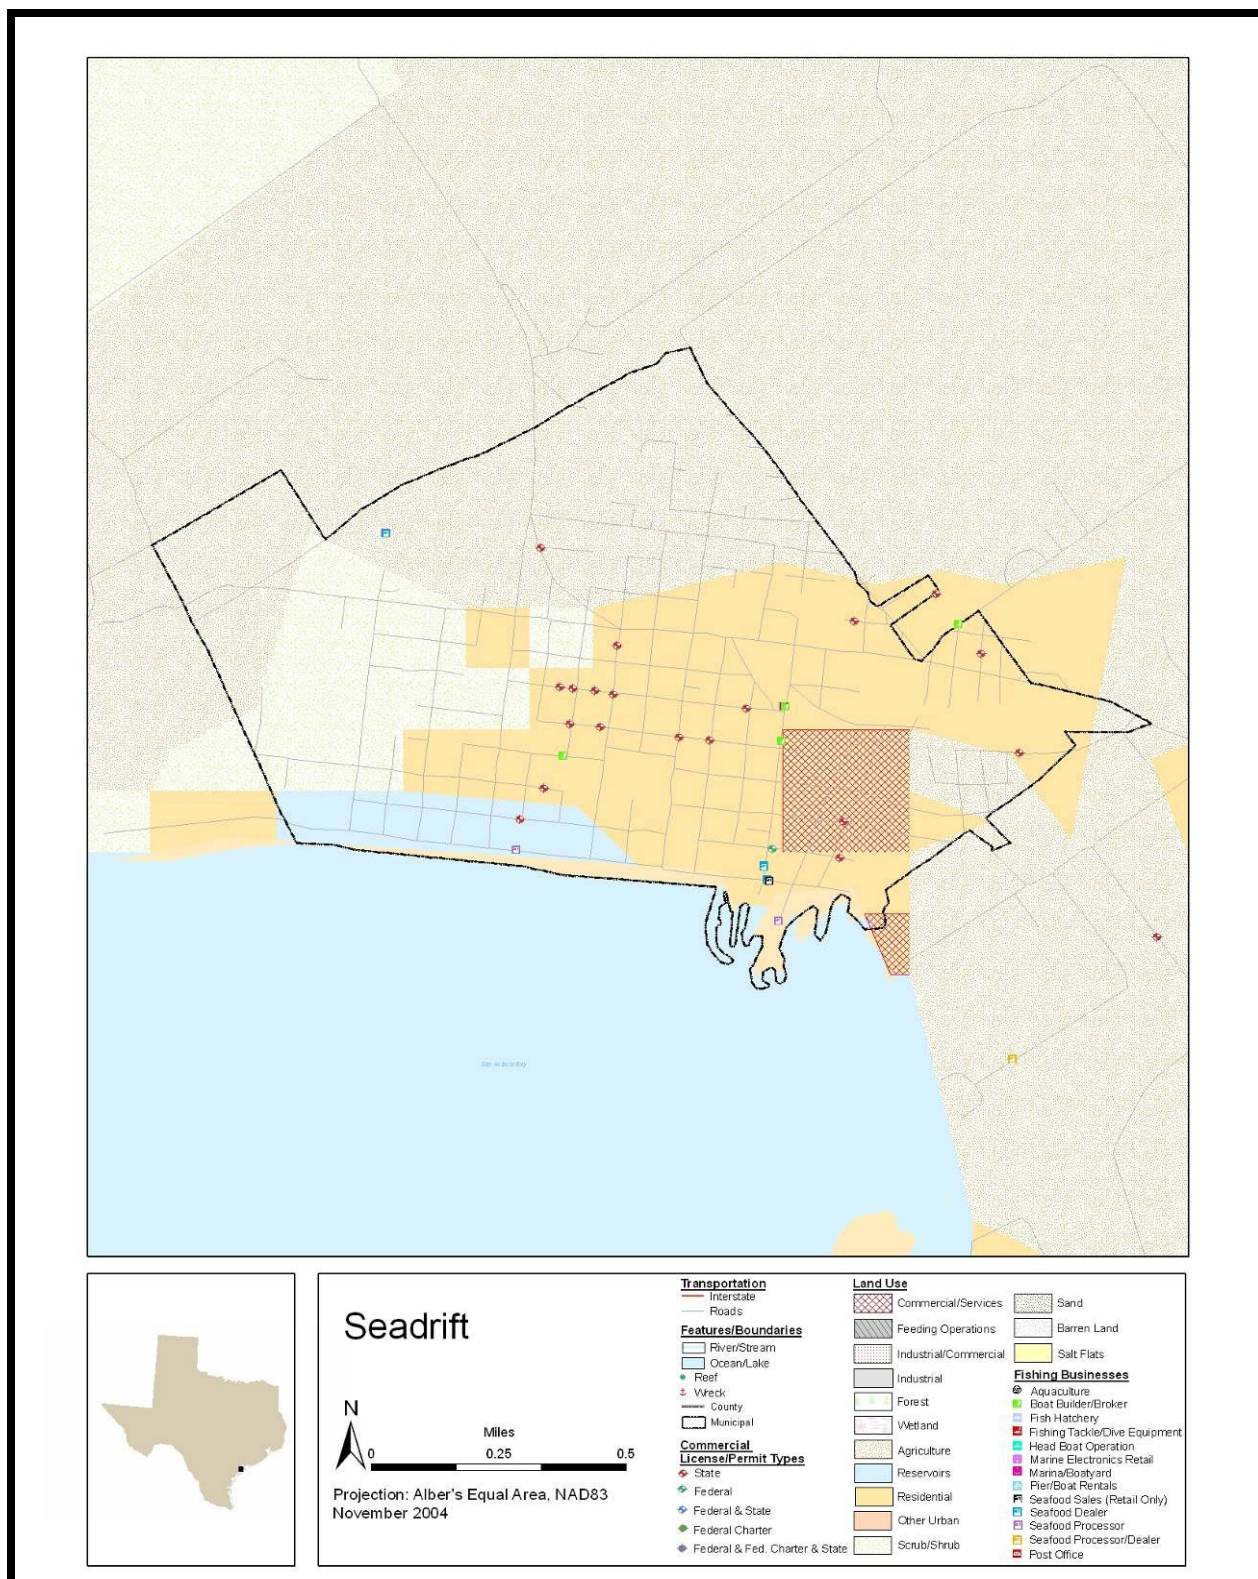 San Antonio Bay
Seadrift
N
Miles
0
0.25
0.5
Projection: Alber's Equal Area, NAD83
November 2004
Transportation
Interstate
Roads
Features/Boundaries
River/Stream
Ocean/Lake
Reef
Wreck
County
Municipal
Commercial
License/Permit Types
State
Federal
Federal & State
Federal Charter
Federal & Fed. Charter & State
Land Use
Commercial/Services
Feeding Operations
Industrial/Commercial
Industrial
Forest
Wetland
Agriculture
Reservoirs
Residential
Other Urban
Scrub/Shrub
Sand
Barren Land
Salt Flats
Fishing Businesses
Aquaculture
Boat Builder/Broker
Fish Hatchery
Fishing Tackle/Dive Equipment
Head Boat Operation
Marine Electronics Retail
Marina/Boatyard
Pier/Boat Rentals
Seafood Sales (Retail Only)
Seafood Dealer
Seafood Processor
Seafood Processor/Dealer
Post Office